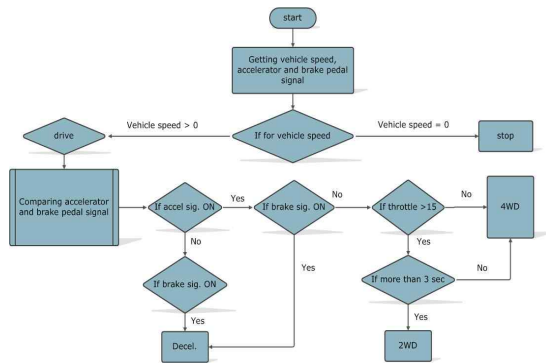 start
Getting vehicle speed,
accelerator and brake pedal
signal
Vehicle speed > 0
Vehicle speed = 0
drive
If for vehicle speed
stop
Comparing accelerator
and brake pedal signal
If accel sig. ON
Yes
If brake sig. ON
No
If throttle >15
No
4WD
No
Yes
Yes
If brake sig. ON
If more than 3 sec
No
Yes
Yes
Decel.
2WD